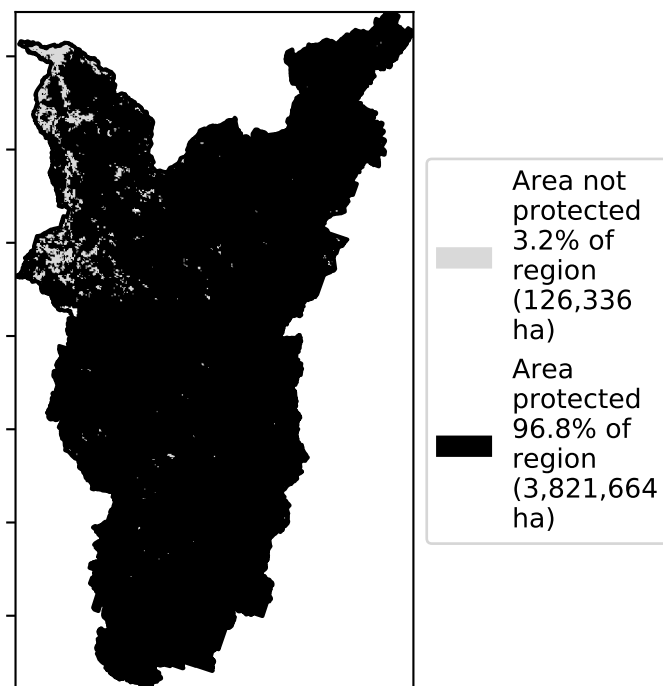 Area not
protected
3.2% of
region
(126,336
ha)
Area
protected
96.8% of
region
(3,821,664
ha)